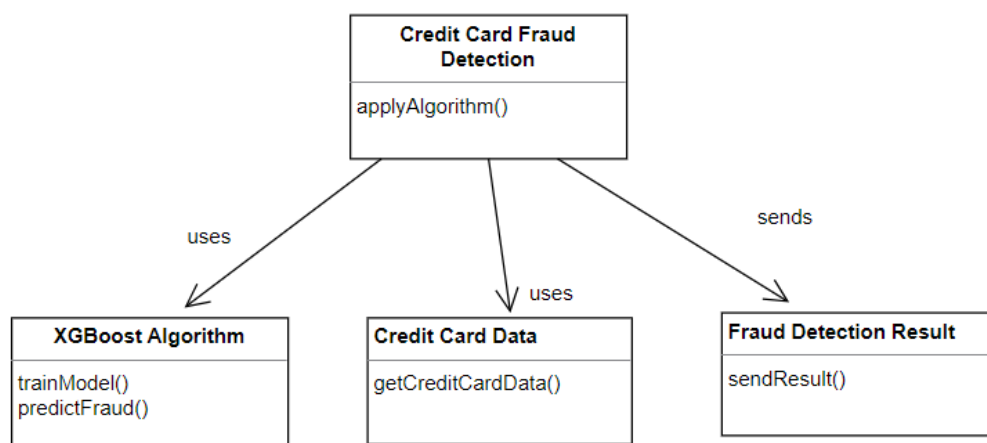 Credit Card Fraud
Detection
applyAlgorithm()
uses
sends
uses
XGBoost Algorithm
trainModel()
predictFraud()
Credit Card Data
getCreditCardData()
Fraud Detection Result
sendResult()